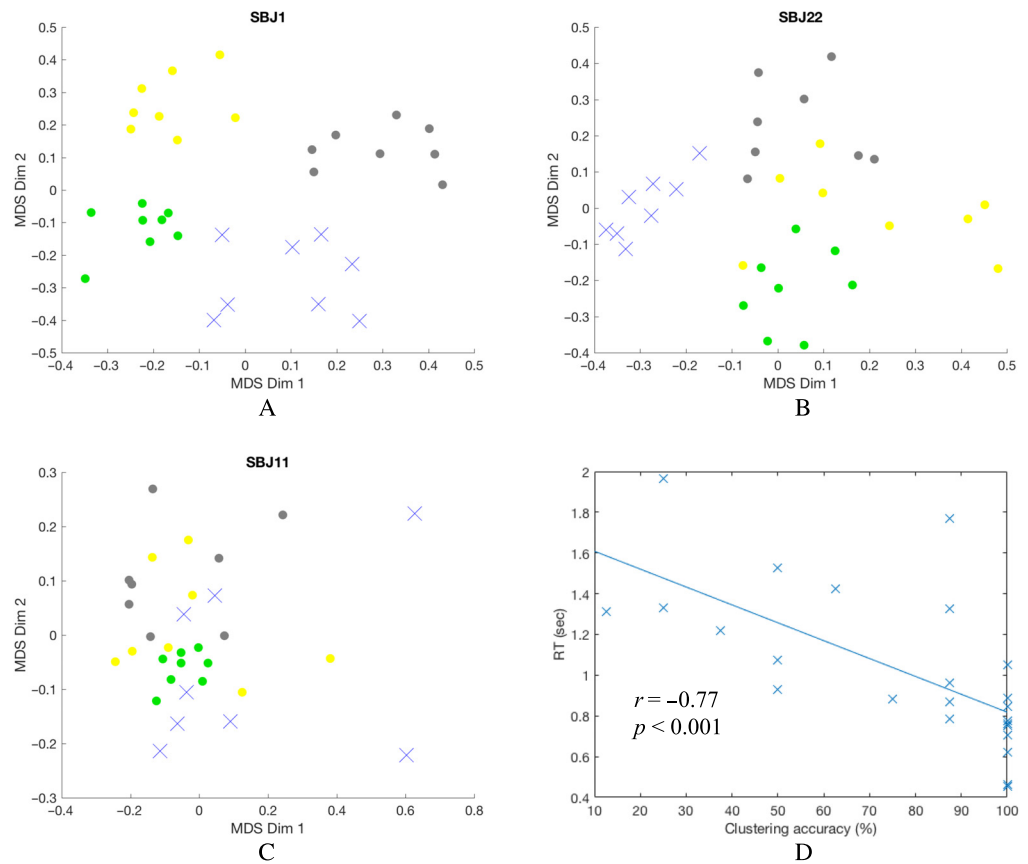 SBJ1
MDS Dim 2
0.5
0.4
0.3
0.2
0.1
0
−0.1
−0.2
−0.3
−0.4
−0.5
−0.4 −0.3 −0.2 −0.1 0 0.1 0.2 0.3 0.4 0.5
MDS Dim 1
A
SBJ22
MDS Dim 2
0.5
0.4
0.3
0.2
0.1
0
−0.1
−0.2
−0.3
−0.4
−0.4 −0.3 −0.2 −0.1 0 0.1 0.2 0.3 0.4 0.5
MDS Dim 1
B
SBJ11
MDS Dim 2
0.3
0.2
0.1
0
−0.1
−0.2
−0.3
−0.4 −0.2 0 0.2 0.4 0.6 0.8
MDS Dim 1
C
RT (sec)
2
1.8
1.6
1.4
1.2
1
0.8
0.6
0.4
r = −0.77
p < 0.001
10 20 30 40 50 60 70 80 90 100
Clustering accuracy (%)
D